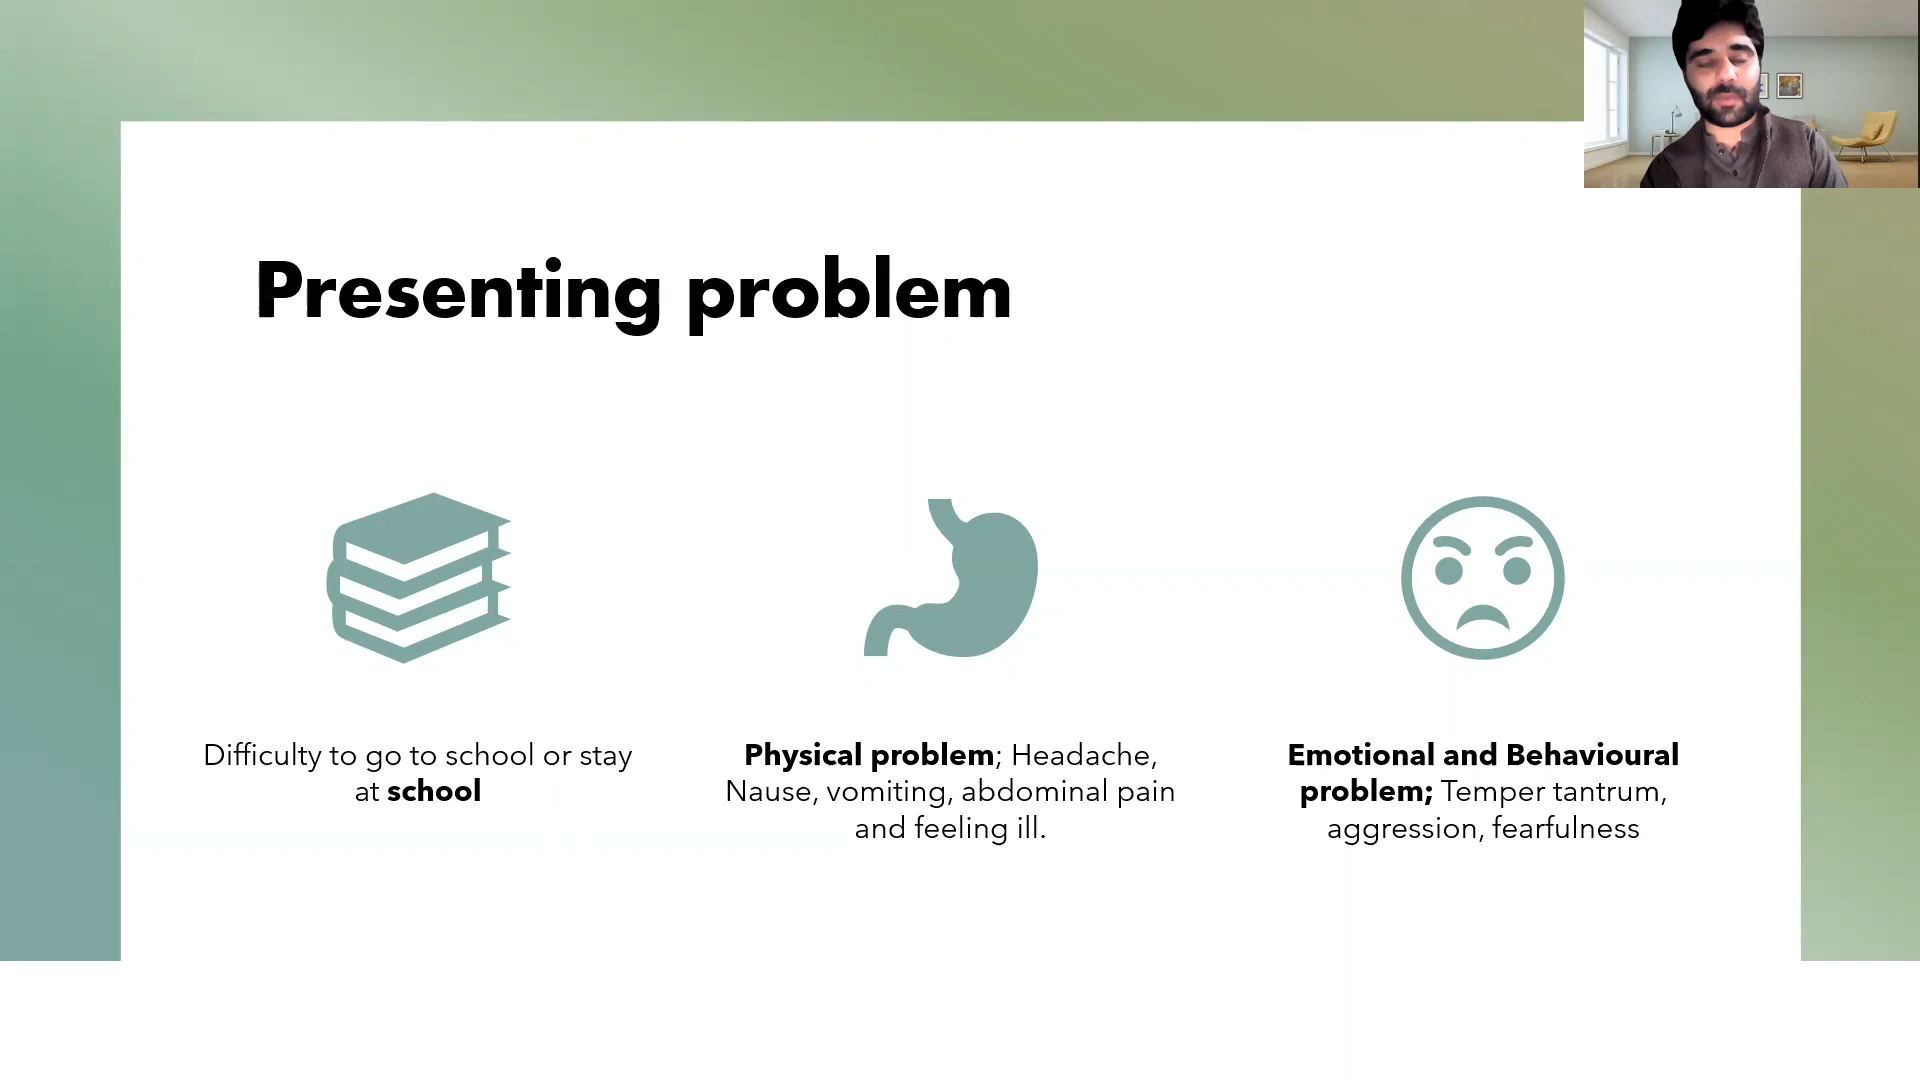 Presenting problem
Difficulty to go to school or stay
at school
Physical problem; Headache,
Nause, vomiting, abdominal pain
and feeling ill.
Emotional and Behavioural
problem; Temper tantrum,
aggression, fearfulness